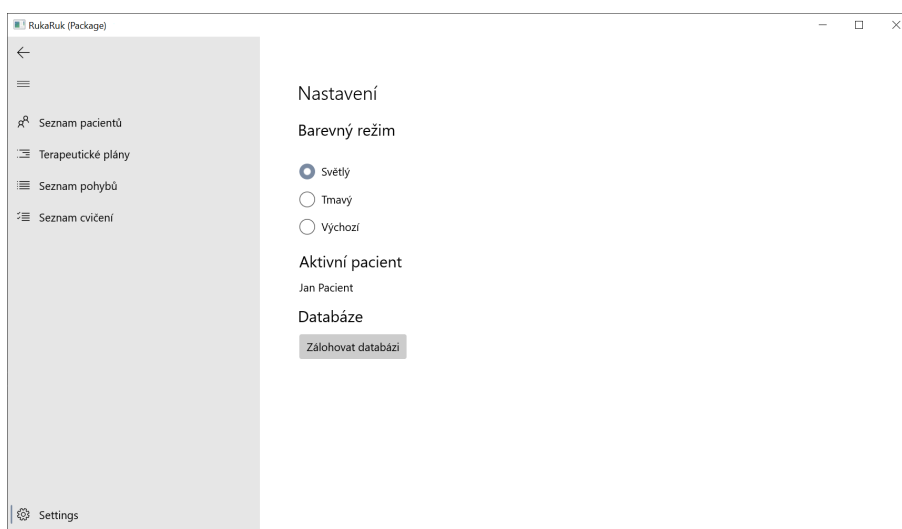 RukaRuk (Package)
Seznam pacientů
Terapeutické plány
Seznam pohybů
Seznam cvičení
Settings
Nastavení
Barevný režim
Světlý
Tmavý
Výchozí
Aktivní pacient
Jan Pacient
Databáze
Zálohovat databázi